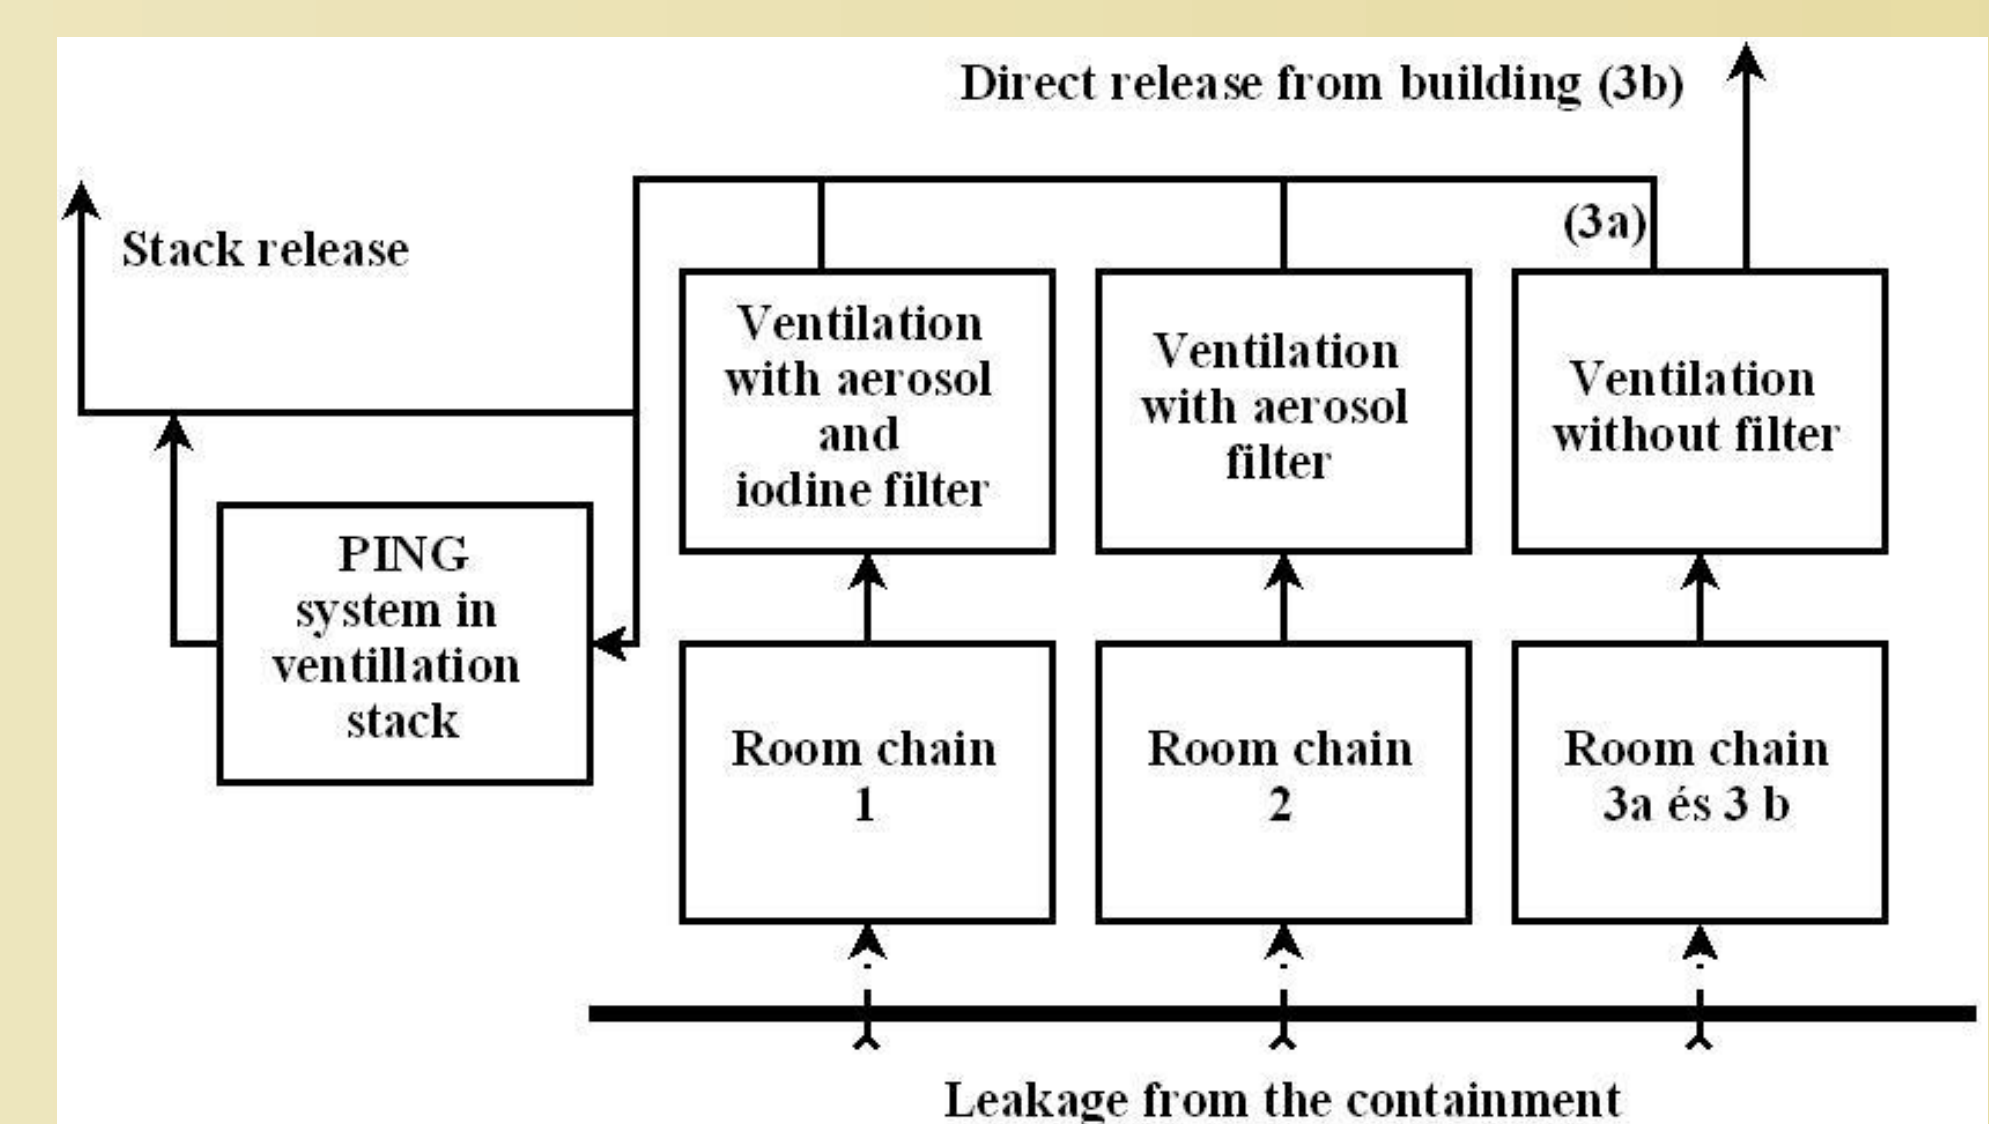 Direct release from building (3b)
(3a)
Stack release
Ventilation
with aerosol
and
iodine filter
Ventilation
with aerosol
filter
Ventilation
without filter
PING
system in
ventillation
stack
Room chain
1
Room chain
2
Room chain
3a és 3 b
Leakage from the containment